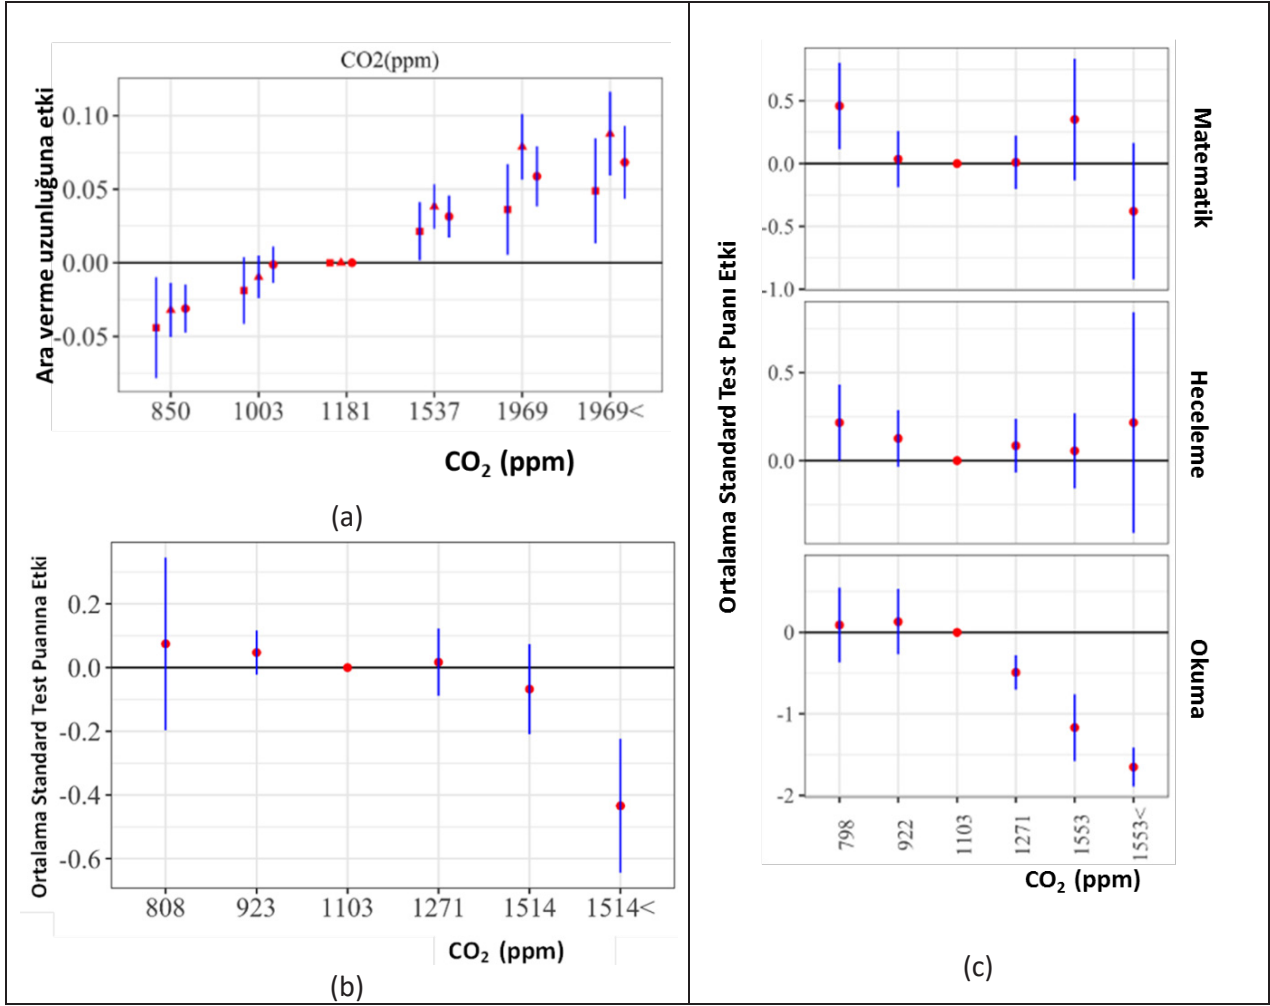 CO2(ppm)
Ara verme uzunluğuna etki
0.10
0.05
0.00
-0.05
850 1003 1181 1537 1969 1969<
CO₂ (ppm)
(a)
Ortalama Standard Test Puanına Etki
0.2
0.0
-0.2
-0.4
-0.6
808 923 1103 1271 1514 1514<
CO₂ (ppm)
(b)
Ortalama Standard Test Puanı Etki
0.5
0.0
-0.5
-1.0
Matematik
0.5
0.0
Heceleme
0
-1
-2
Okuma
798 922 1103 1271 1553 1553<
CO₂ (ppm)
(c)